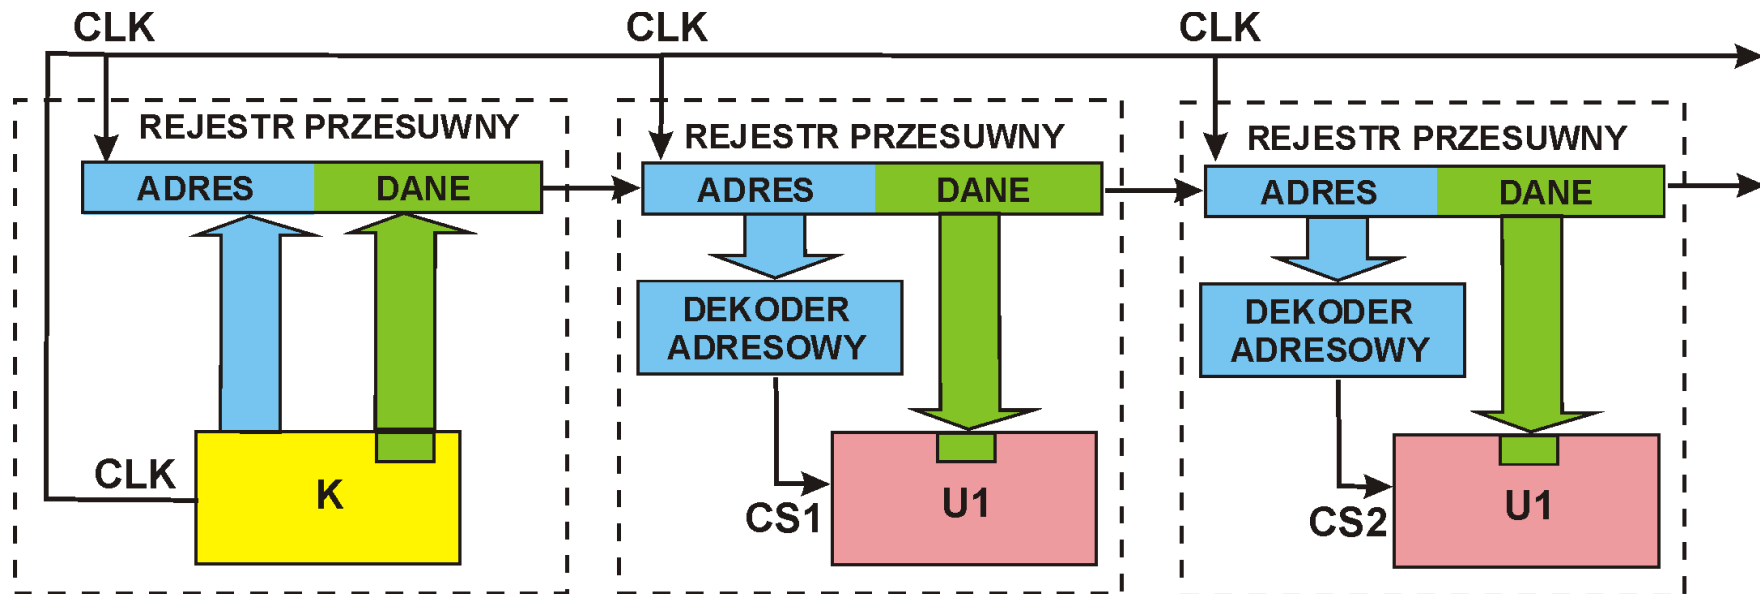 CLK
CLK
CLK
REJESTR PRZESUWNY
REJESTR PRZESUWNY
REJESTR PRZESUWNY
ADRES
DANE
ADRES
DANE
ADRES
DANE
DEKODER
ADRESOWY
DEKODER
ADRESOWY
CLK
K
CS1
U1
CS2
U1